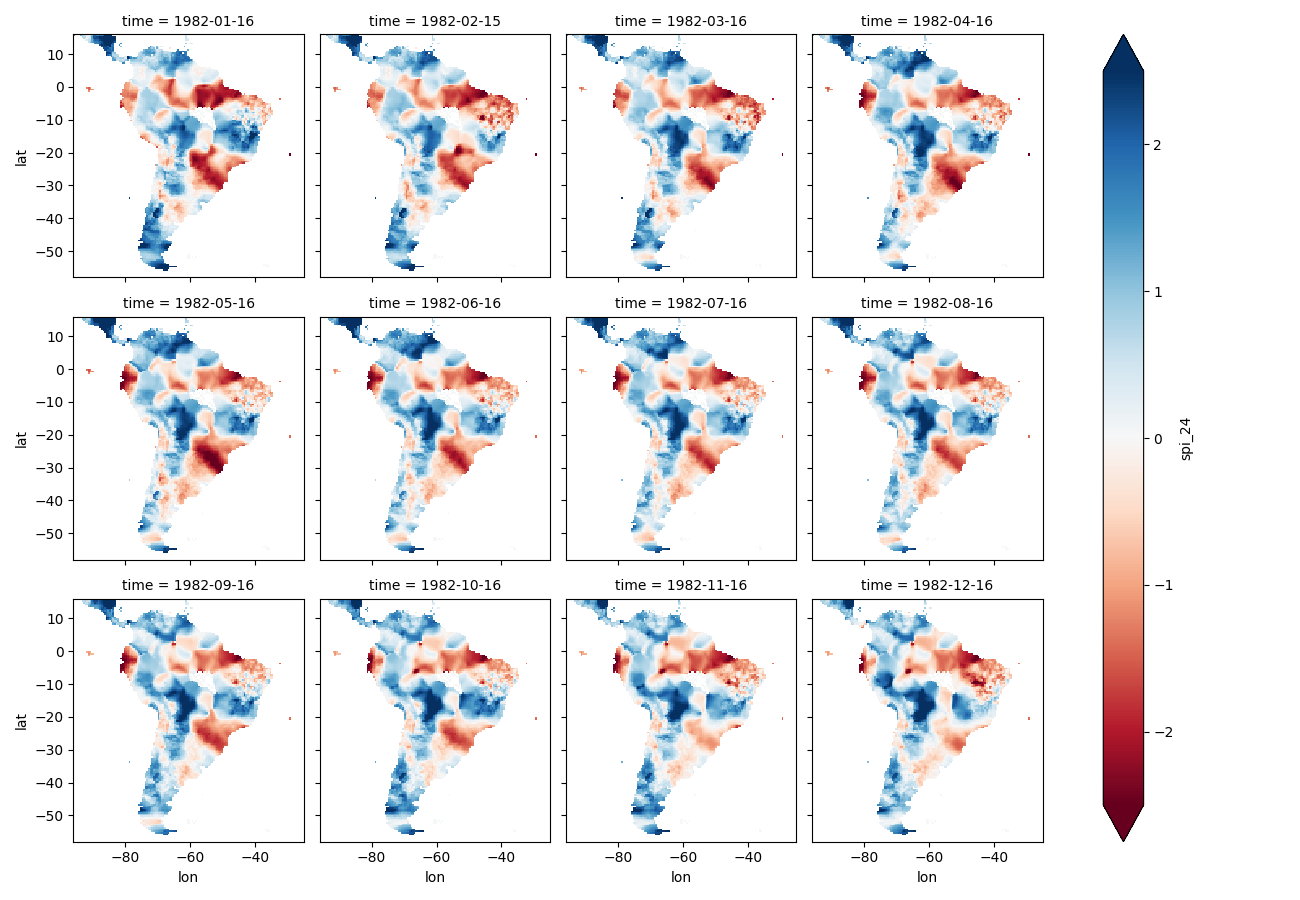 time = 1982-01-16
time = 1982-02-15
time = 1982-03-16
time = 1982-04-16
lat
10
0
−10
−20
−30
−40
−50
time = 1982-05-16
time = 1982-06-16
time = 1982-07-16
time = 1982-08-16
lat
10
0
−10
−20
−30
−40
−50
time = 1982-09-16
time = 1982-10-16
time = 1982-11-16
time = 1982-12-16
lat
10
0
−10
−20
−30
−40
−50
−80
−60
−40
−80
−60
−40
−80
−60
−40
−80
−60
−40
lon
lon
lon
lon
2
1
0
−1
−2
spi_24